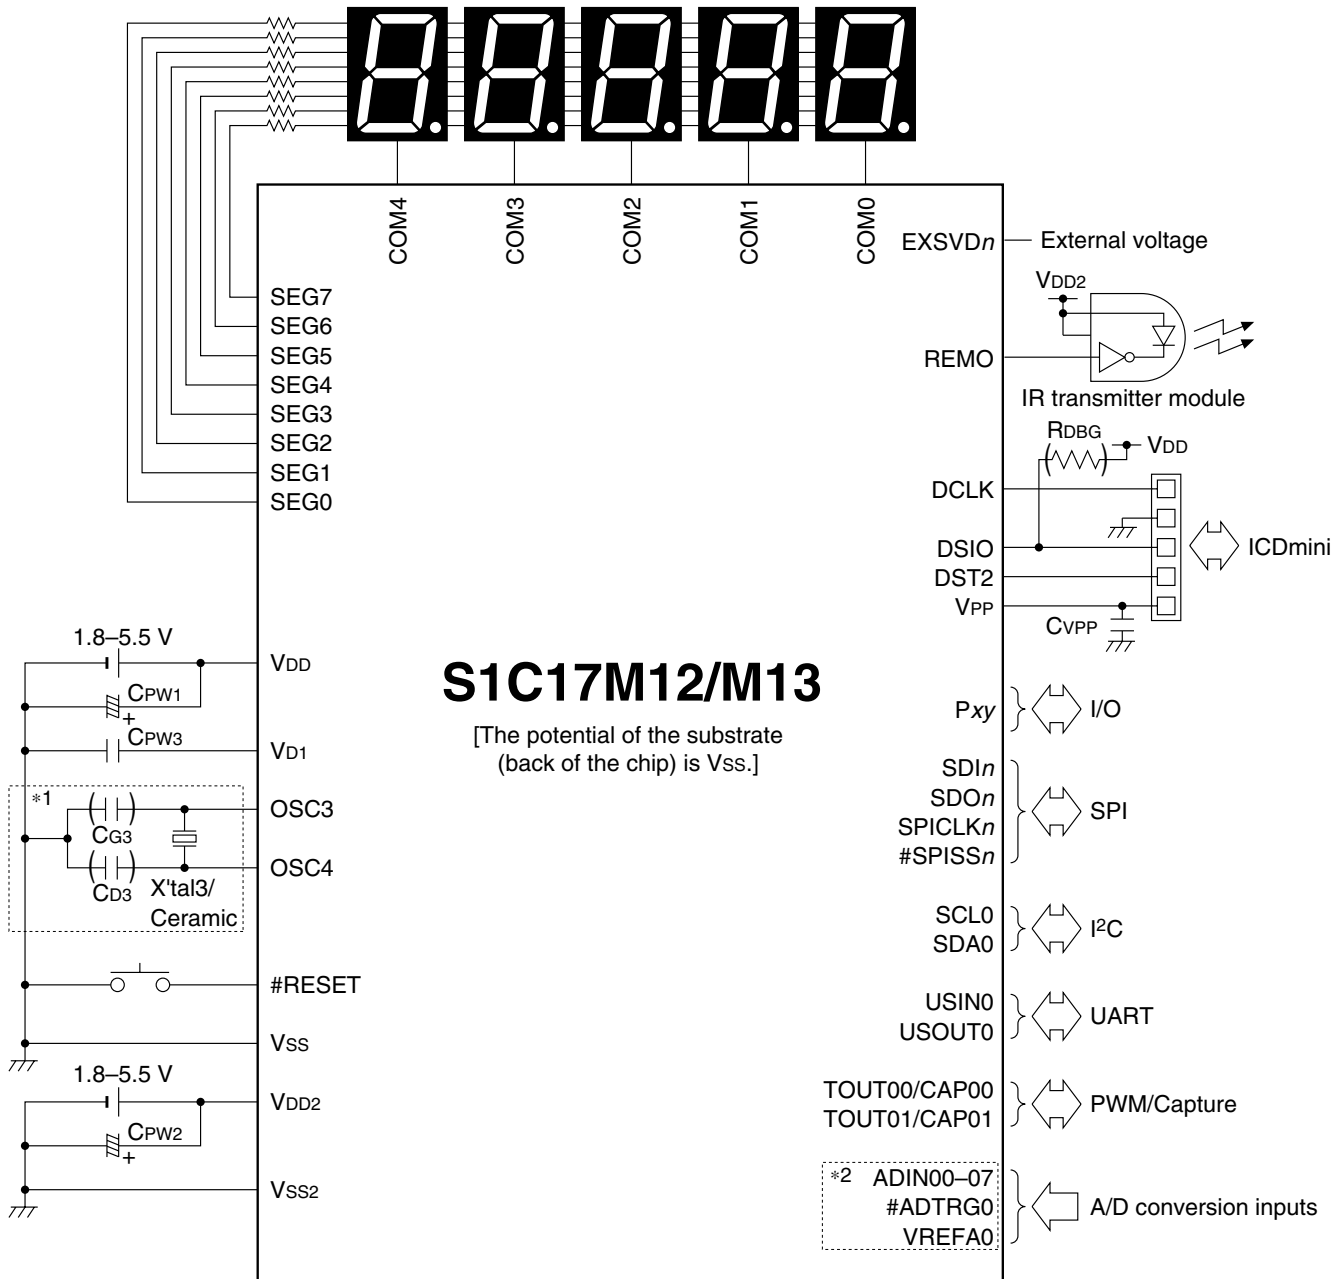 COM4
COM3
COM2
COM1
COM0
EXSVDn
External voltage
VDD2
REMO
IR transmitter module
SEG7
SEG6
SEG5
SEG4
SEG3
SEG2
SEG1
SEG0
RDBG
VDD
DCLK
DSIO
DST2
VPP
CVPP
ICDmini
1.8–5.5 V
VDD
CPW1
+
CPW3
VD1
*1
OSC3
CG3
OSC4
CD3
X'tal3/
Ceramic
#RESET
VSS
1.8–5.5 V
VDD2
CPW2
+
VSS2
S1C17M12/M13
[The potential of the substrate
(back of the chip) is VSS.]
Pxy
I/O
SDIn
SDOn
SPICLKn
#SPISSn
SPI
SCL0
SDA0
I2C
USIN0
USOUT0
UART
TOUT00/CAP00
TOUT01/CAP01
PWM/Capture
*2 ADIN00–07
#ADTRG0
VREFA0
A/D conversion inputs